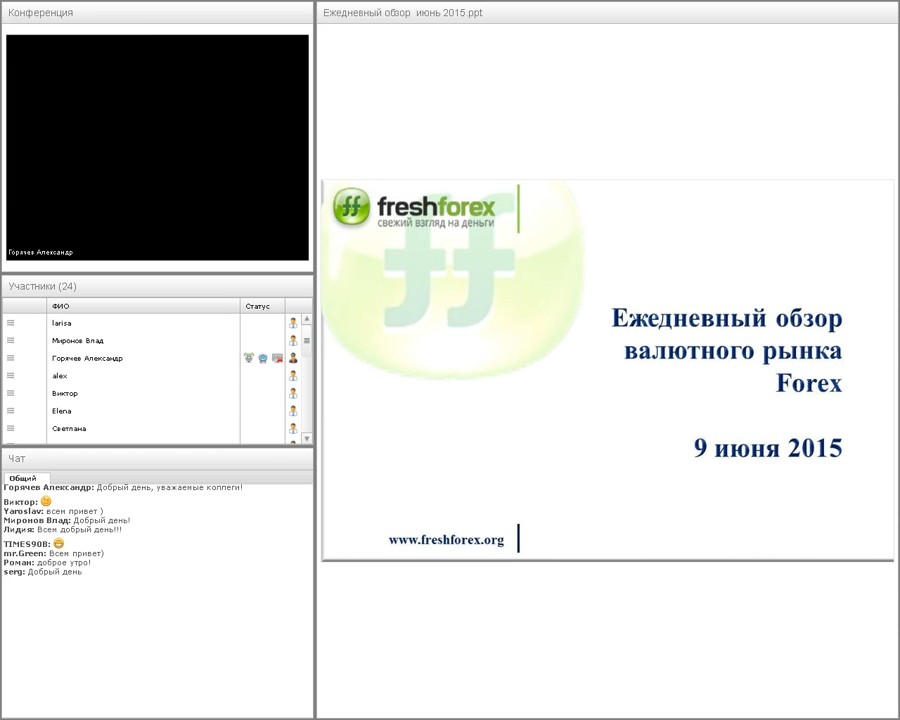 Конференция
Горячев Александр
Участники (24)
ФИО
Статус
larisa
Миронов Влад
Горячев Александр
alex
Виктор
Elena
Светлана
Чат
Общий
Горячев Александр: Добрый день, уважаемые коллеги!
Виктор:
Yaroslav: всем привет )
Миронов Влад: Добрый день!
Лидия: Всем добрый день!!!
TIMES90B:
mr.Green: Всем привет)
Роман: доброе утро!
serg: Добрый день
Ежедневный обзор июнь 2015.ppt
ff freshforex
свежий взгляд на деньги
ff
Ежедневный обзор
валютного рынка
Forex
9 июня 2015
www.freshforex.org